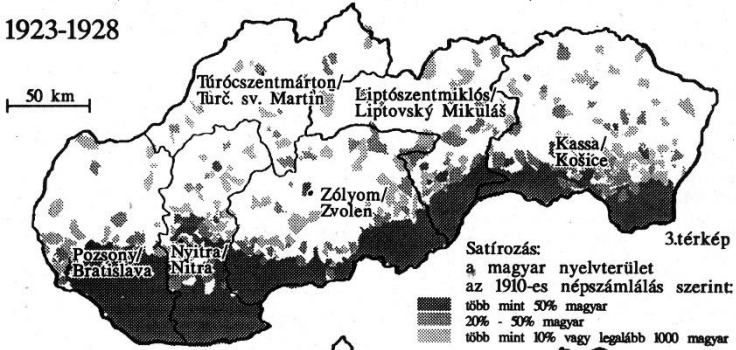 1923-1928
50 km
Túrócszentmárton/
Turč. sv. Martin
Liptószentmiklós/
Liptovský Mikuláš
Kassa/
Košice
Zólyom/
Zvolen
Pozsony/
Bratislava
Nyitra/
Nitra
3.térkép
Satírozás:
a magyar nyelvterület
az 1910-es népszámlálás szerint:
több mint 50% magyar
20% - 50% magyar
több mint 10% vagy legalább 1000 magyar